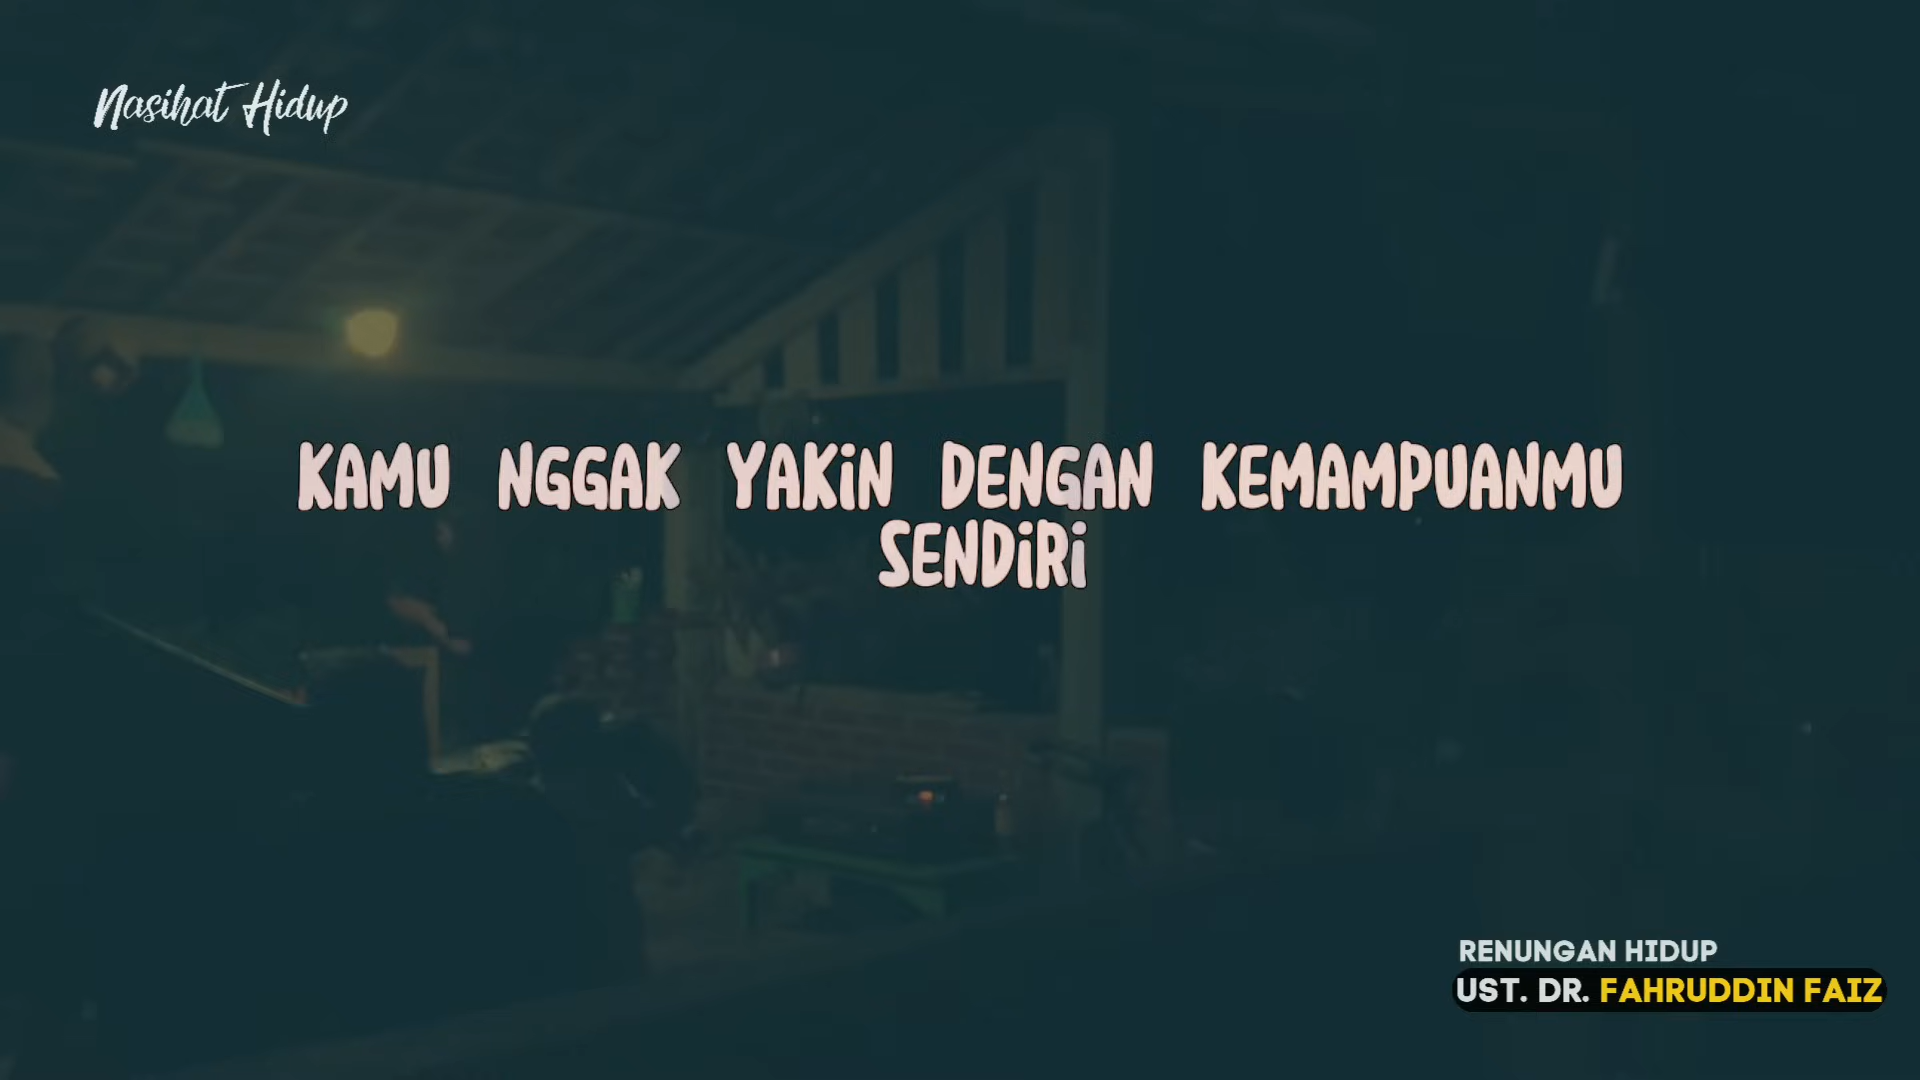 Nasihat Hidup
KAMU NGGAK YAKiN DENGAN KEMAMPUANMU
SENDiRi
RENUNGAN HIDUP
UST. DR. FAHRUDDIN FAIZ